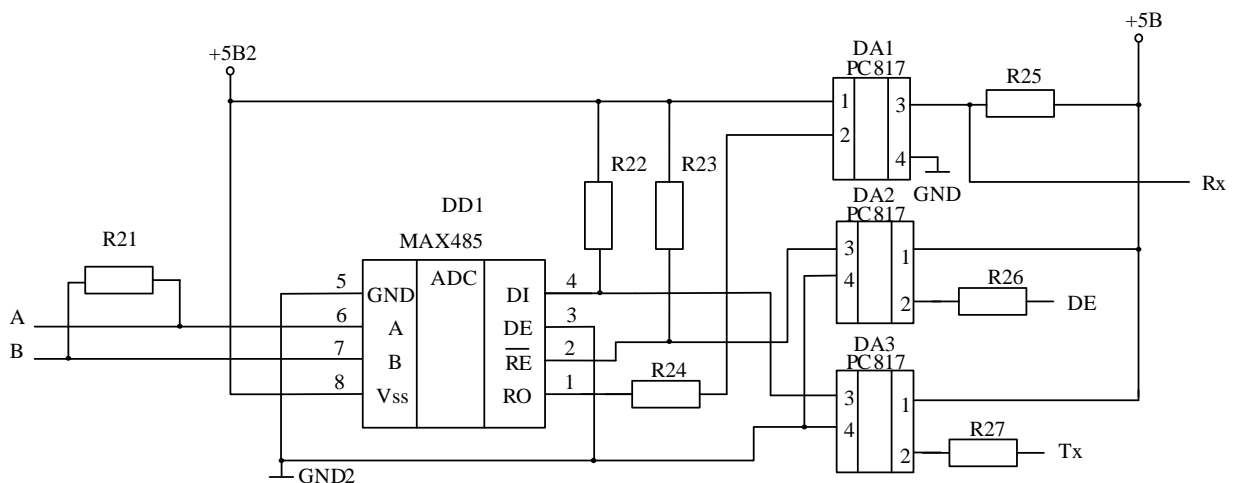 +5B2
+5B
DA1
PC817
R25
1
3
2
4
GND
Rx
R22
R23
DA2
PC817
3
1
4
2
R26
DE
DD1
MAX485
R21
ADC
5
GND
DI
4
A
6
A
DE
3
B
7
B
RE
2
8
Vss
RO
1
R24
DA3
PC817
3
1
4
2
R27
Tx
GND2